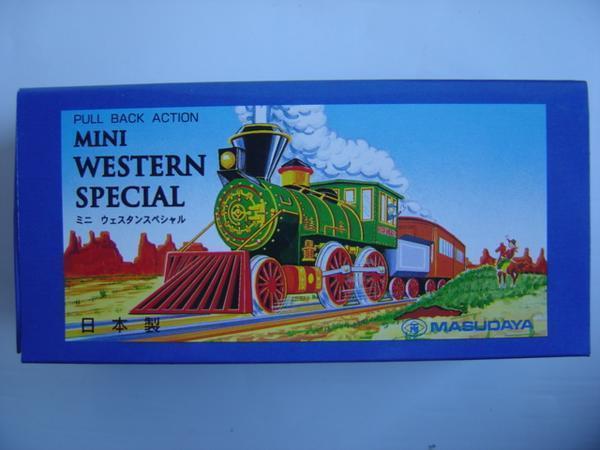 PULL BACK ACTION
MINI
WESTERN
SPECIAL
ミニ ウェスタンスペシャル
日本製
MASUDAYA